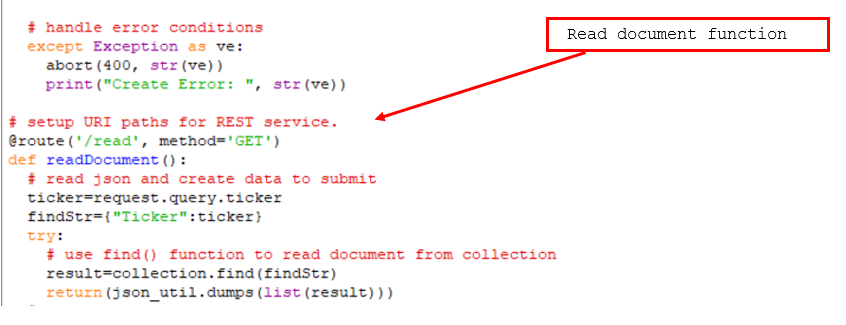 # handle error conditions
except Exception as ve:
abort(400, str(ve))
print("Create Error: ", str(ve))
Read document function
# setup URI paths for REST service.
@route('/read', method='GET')
def readDocument():
# read json and create data to submit
ticker=request.query.ticker
findStr={"Ticker":ticker}
try:
# use find() function to read document from collection
result=collection.find(findStr)
return(json_util.dumps(list(result)))